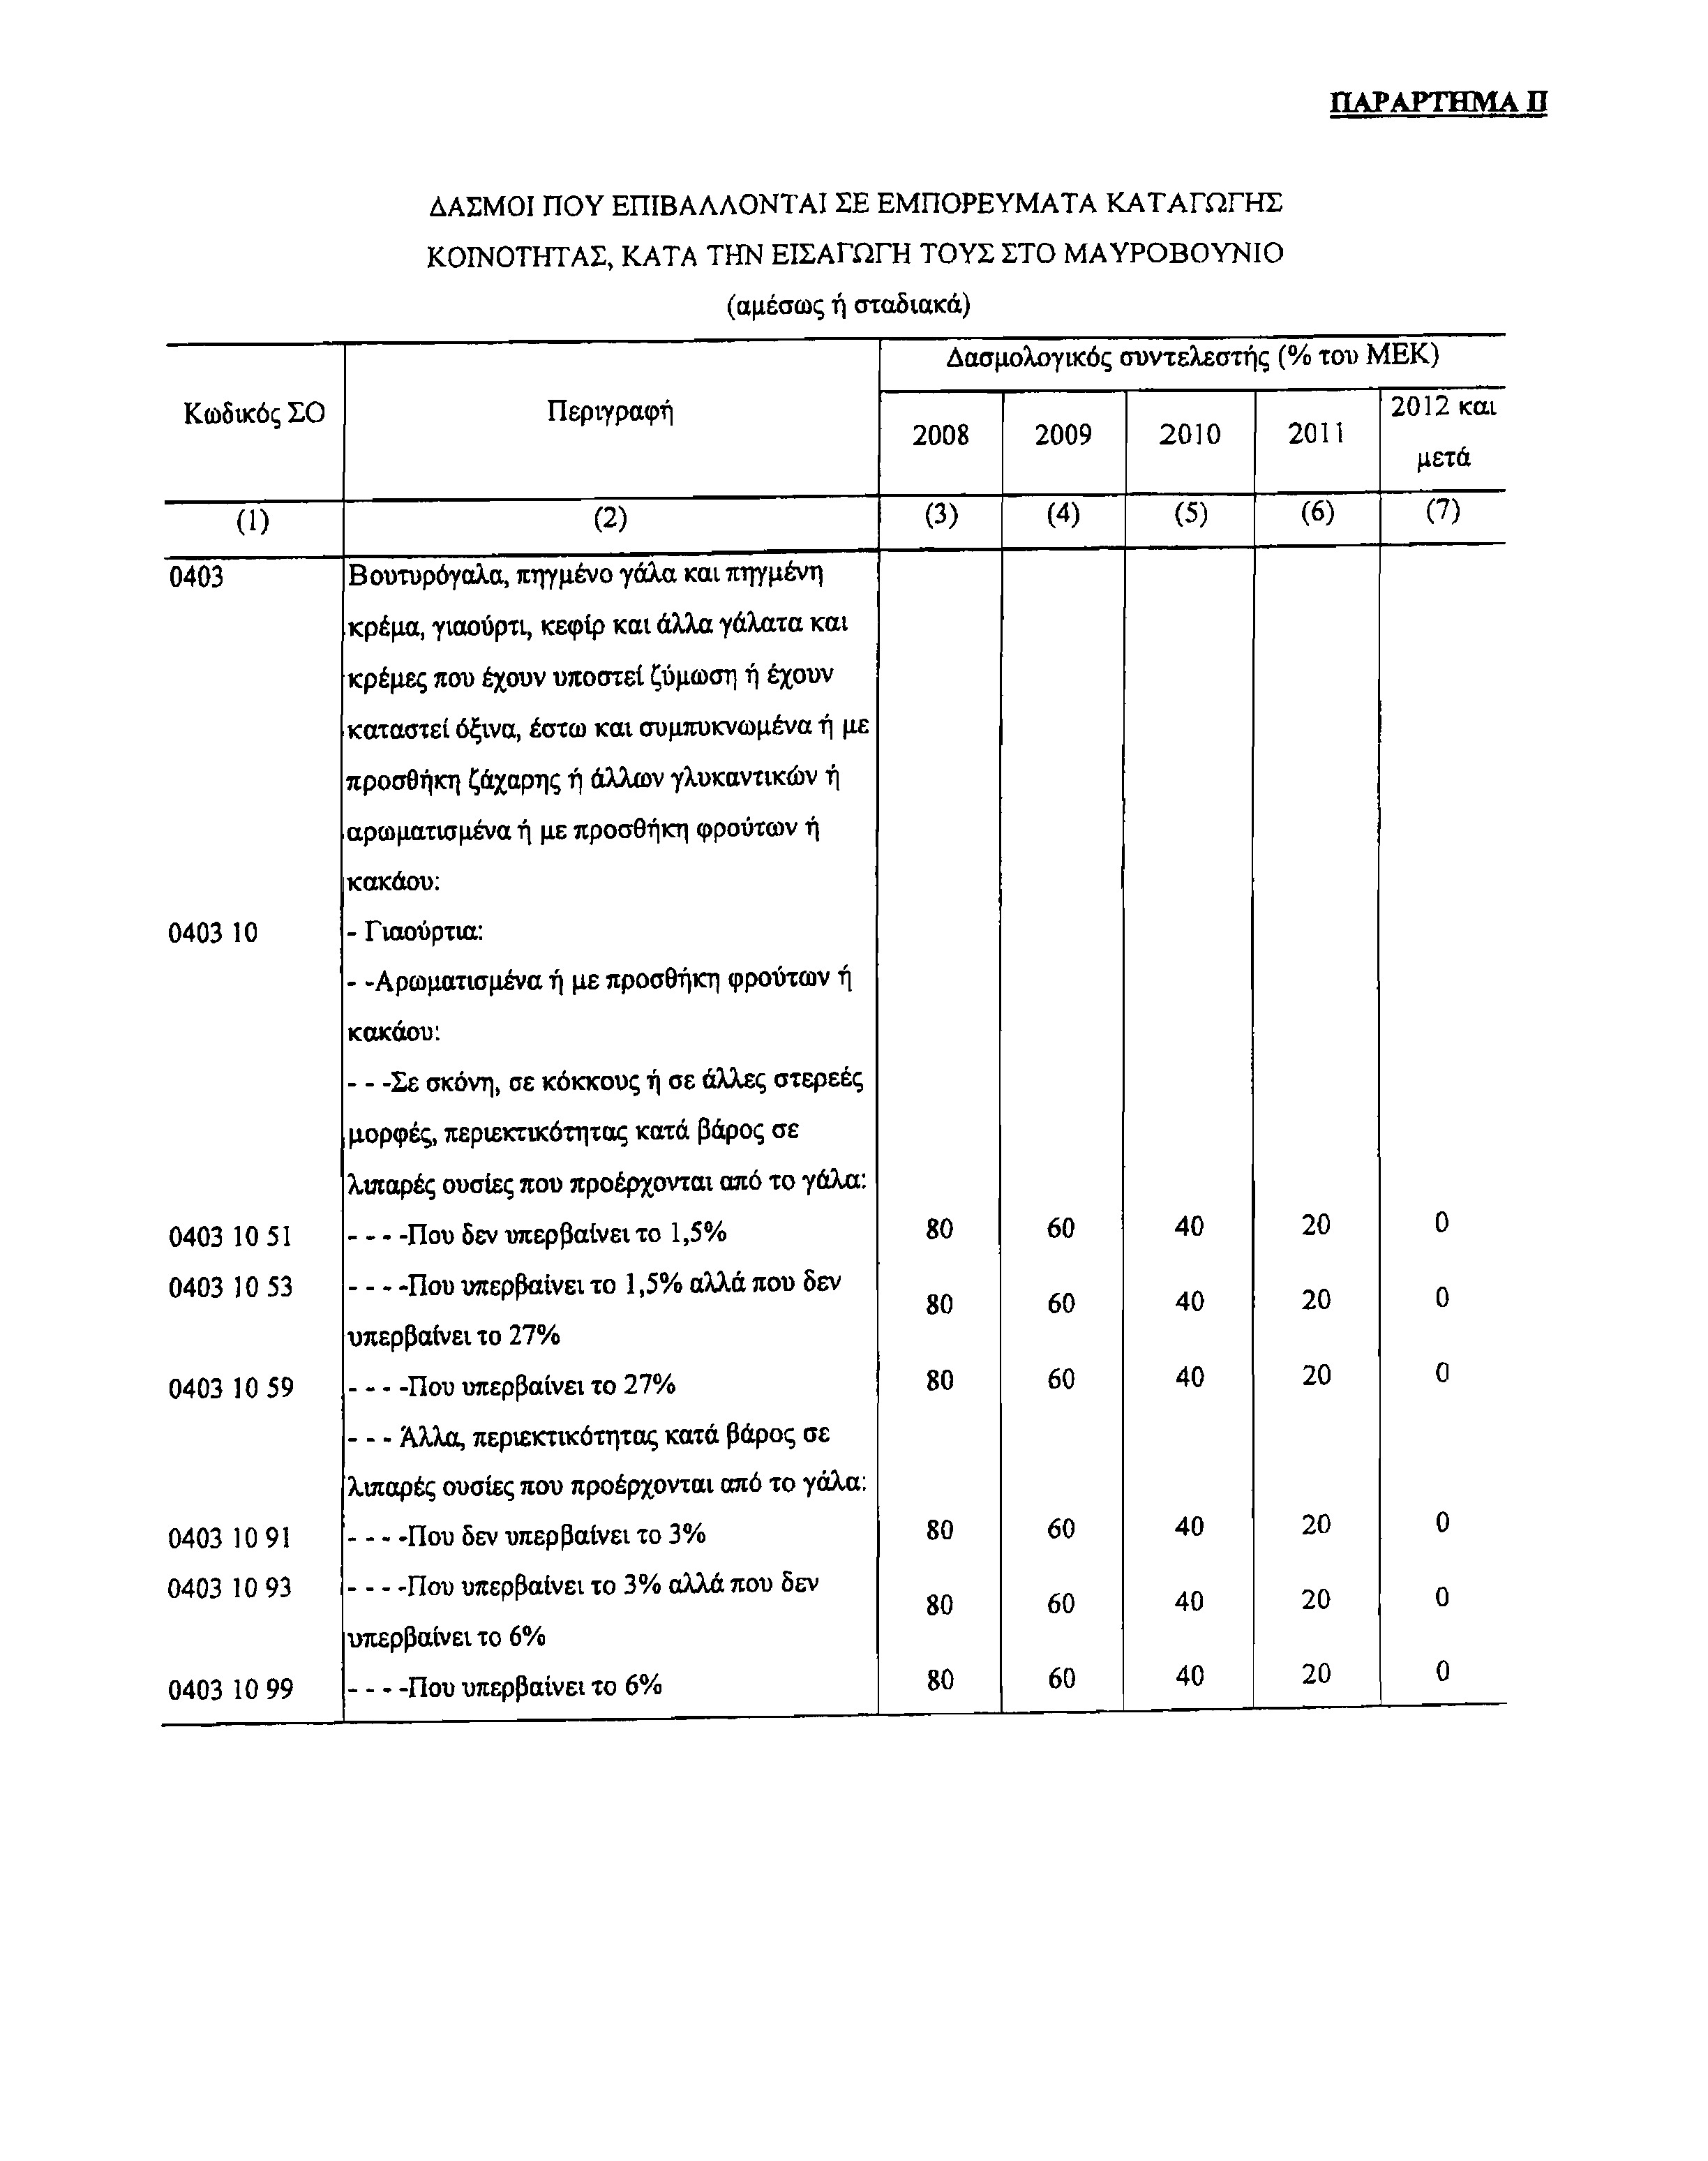 ΠΑΡΑΡΤΗΜΑ ΙΙ
ΔΑΣΜΟΙ ΠΟΥ ΕΠΙΒΑΛΛΟΝΤΑΙ ΣΕ ΕΜΠΟΡΕΥΜΑΤΑ ΚΑΤΑΓΩΓΗΣ
ΚΟΙΝΟΤΗΤΑΣ, ΚΑΤΑ ΤΗΝ ΕΙΣΑΓΩΓΗ ΤΟΥΣ ΣΤΟ ΜΑΥΡΟΒΟΥΝΙΟ
(αμέσως ή σταδιακά)
Δασμολογικός συντελεστής (% του ΜΕΚ)
Κωδικός ΣΟ Περιγραφή 2008 2009 2010 2011 2012 και
μετά
(1) (2) (3) (4) (5) (6) (7)
0403 Βουτυρόγαλα, πηγμένο γάλα και πηγμένη
κρέμα, γιαούρτι, κεφίρ και άλλα γάλατα και
κρέμες που έχουν υποστεί ζύμωση ή έχουν
καταστεί όξινα, έστω και συμπυκνωμένα ή με
προσθήκη ζάχαρης ή άλλων γλυκαντικών ή
αρωματισμένα ή με προσθήκη φρούτων ή
κακάου:
0403 10 - Γιαούρτια:
- -Αρωματισμένα ή με προσθήκη φρούτων ή
κακάου:
- - -Σε σκόνη, σε κόκκους ή σε άλλες στερεές
μορφές, περιεκτικότητας κατά βάρος σε
λιπαρές ουσίες που προέρχονται από το γάλα:
0403 10 51 - - - -Που δεν υπερβαίνει το 1,5% 80 60 40 20 0
0403 10 53 - - - -Που υπερβαίνει το 1,5% αλλά που δεν
υπερβαίνει το 27% 80 60 40 20 0
0403 10 59 - - - -Που υπερβαίνει το 27% 80 60 40 20 0
- - - Άλλα, περιεκτικότητας κατά βάρος σε
λιπαρές ουσίες που προέρχονται από το γάλα:
0403 10 91 - - - -Που δεν υπερβαίνει το 3% 80 60 40 20 0
0403 10 93 - - - -Που υπερβαίνει το 3% αλλά που δεν
υπερβαίνει το 6% 80 60 40 20 0
0403 10 99 - - - -Που υπερβαίνει το 6% 80 60 40 20 0